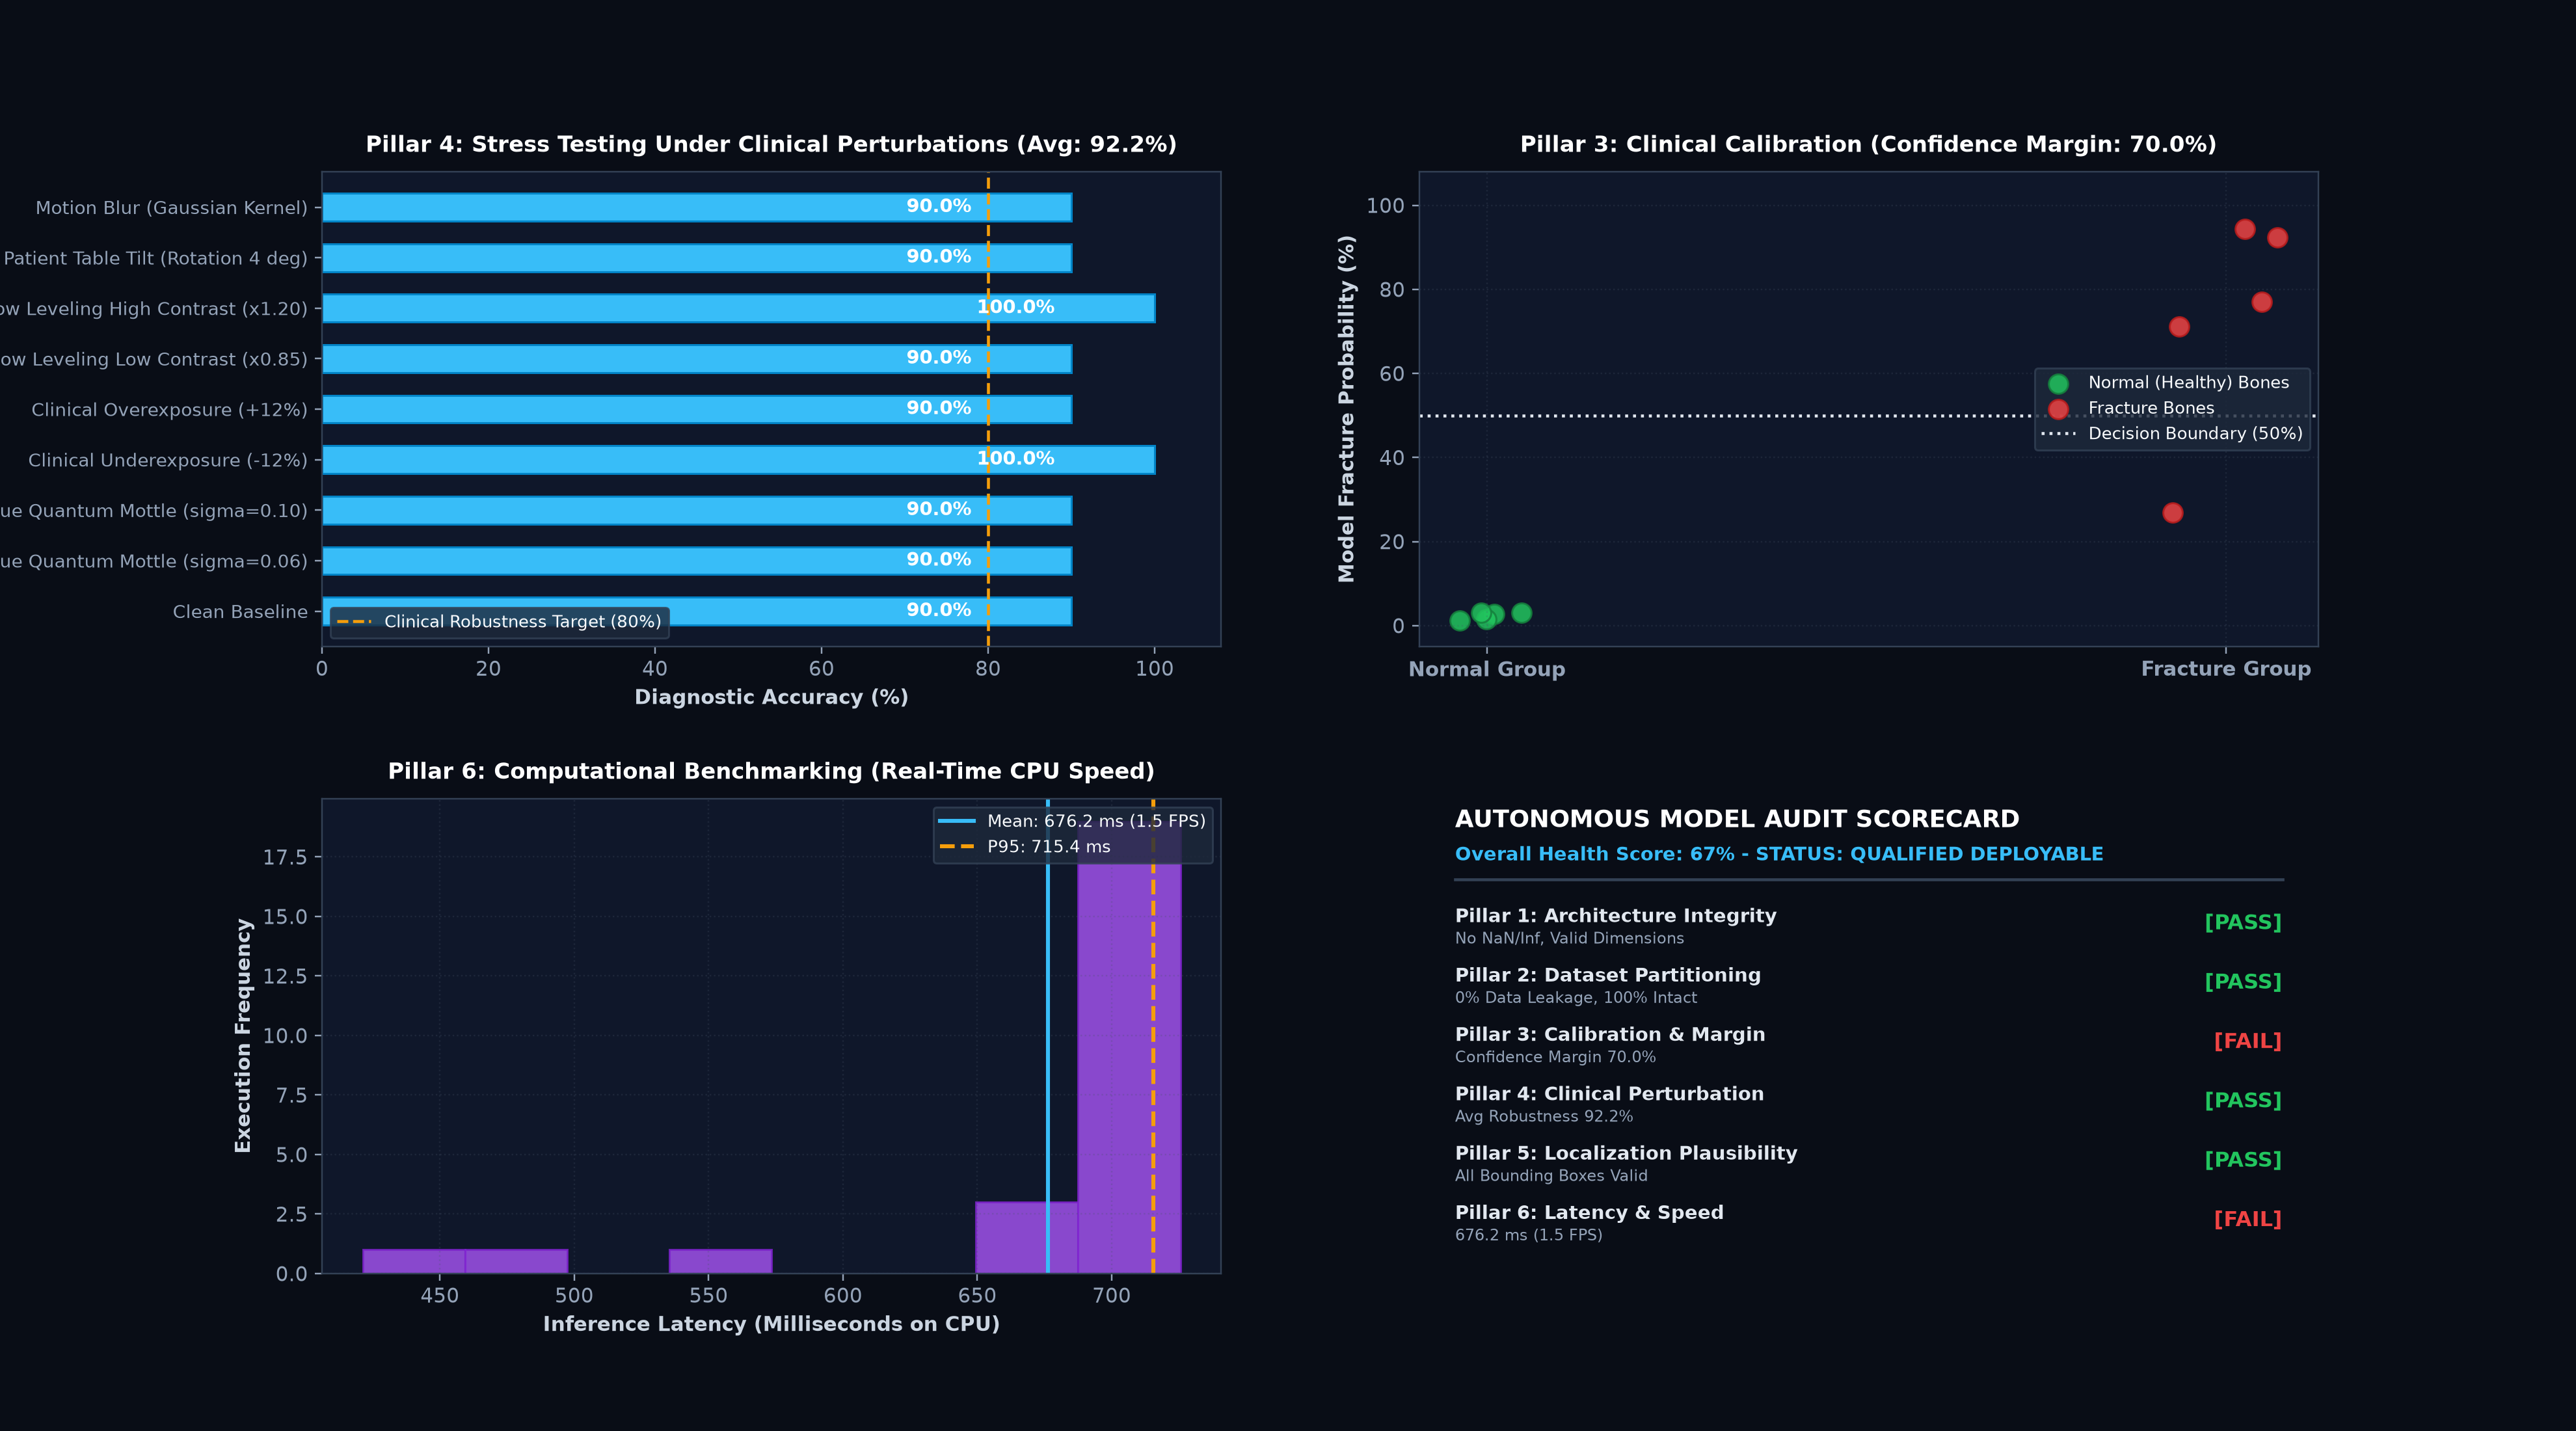 Pillar 4: Stress Testing Under Clinical Perturbations (Avg: 92.2%)
Motion Blur (Gaussian Kernel)
90.0%
Patient Table Tilt (Rotation 4 deg)
90.0%
Leveling High Contrast (x1.20)
100.0%
Leveling Low Contrast (x0.85)
90.0%
Clinical Overexposure (+12%)
90.0%
Clinical Underexposure (-12%)
100.0%
Quantum Mottle (sigma=0.10)
90.0%
Quantum Mottle (sigma=0.06)
90.0%
Clean Baseline
90.0%
Clinical Robustness Target (80%)
0 20 40 60 80 100
Diagnostic Accuracy (%)
Pillar 3: Clinical Calibration (Confidence Margin: 70.0%)
Model Fracture Probability (%)
100
80
60
40
20
0
Normal (Healthy) Bones
Fracture Bones
Decision Boundary (50%)
Normal Group Fracture Group
Pillar 6: Computational Benchmarking (Real-Time CPU Speed)
Execution Frequency
17.5
15.0
12.5
10.0
7.5
5.0
2.5
0.0
Mean: 676.2 ms (1.5 FPS)
P95: 715.4 ms
450 500 550 600 650 700
Inference Latency (Milliseconds on CPU)
AUTONOMOUS MODEL AUDIT SCORECARD
Overall Health Score: 67% - STATUS: QUALIFIED DEPLOYABLE
Pillar 1: Architecture Integrity
No NaN/Inf, Valid Dimensions
[PASS]
Pillar 2: Dataset Partitioning
0% Data Leakage, 100% Intact
[PASS]
Pillar 3: Calibration & Margin
Confidence Margin 70.0%
[FAIL]
Pillar 4: Clinical Perturbation
Avg Robustness 92.2%
[PASS]
Pillar 5: Localization Plausibility
All Bounding Boxes Valid
[PASS]
Pillar 6: Latency & Speed
676.2 ms (1.5 FPS)
[FAIL]